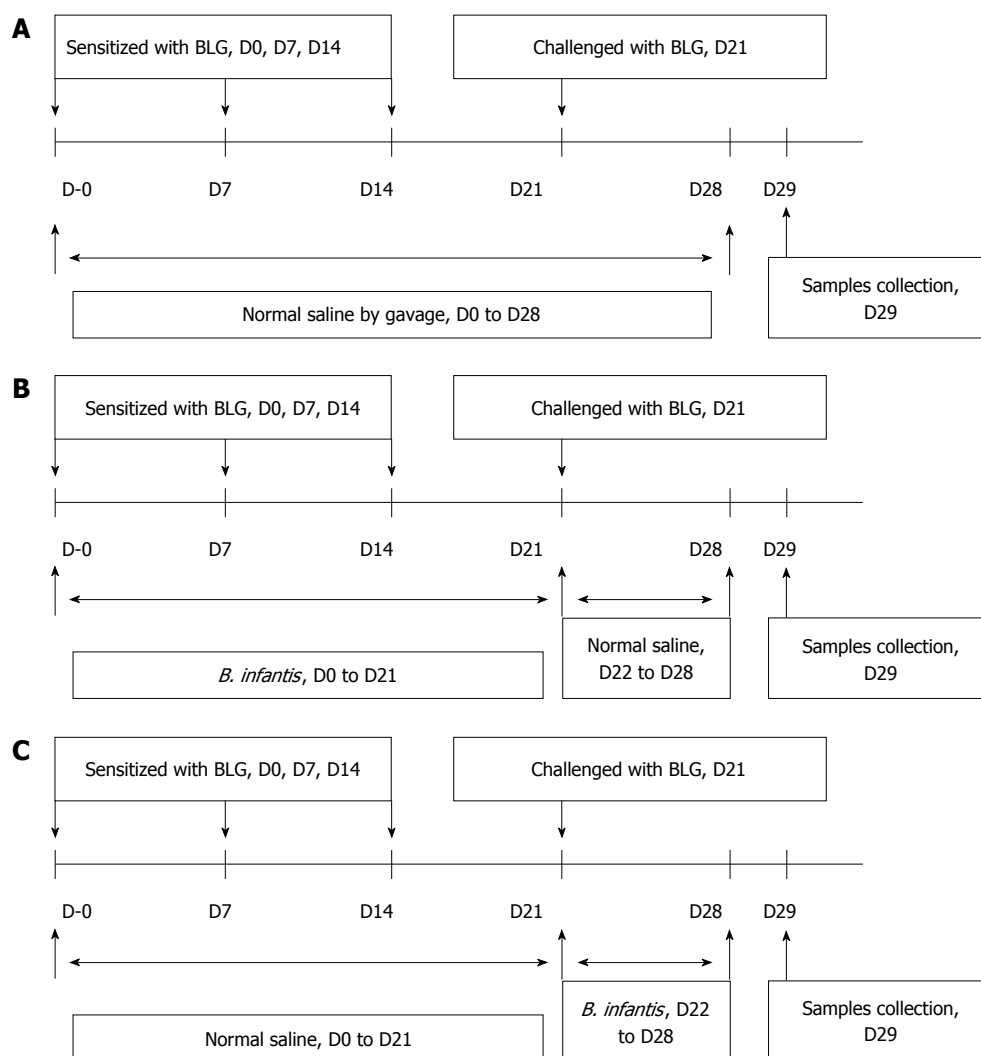 A
Sensitized with BLG, D0, D7, D14
Challenged with BLG, D21
D-0 D7 D14 D21 D28 D29
Normal saline by gavage, D0 to D28
Samples collection,
D29
B
Sensitized with BLG, D0, D7, D14
Challenged with BLG, D21
D-0 D7 D14 D21 D28 D29
B. infantis, D0 to D21
Normal saline,
D22 to D28
Samples collection,
D29
C
Sensitized with BLG, D0, D7, D14
Challenged with BLG, D21
D-0 D7 D14 D21 D28 D29
Normal saline, D0 to D21
B. infantis, D22
to D28
Samples collection,
D29